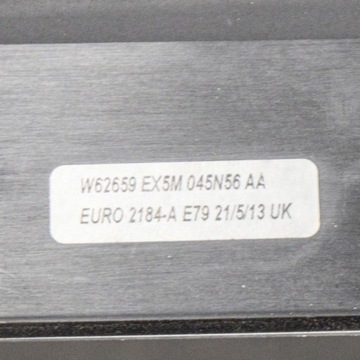 W62659 EX5M 045N56 AA
EURO 2184-A E79 21/5/13 UK